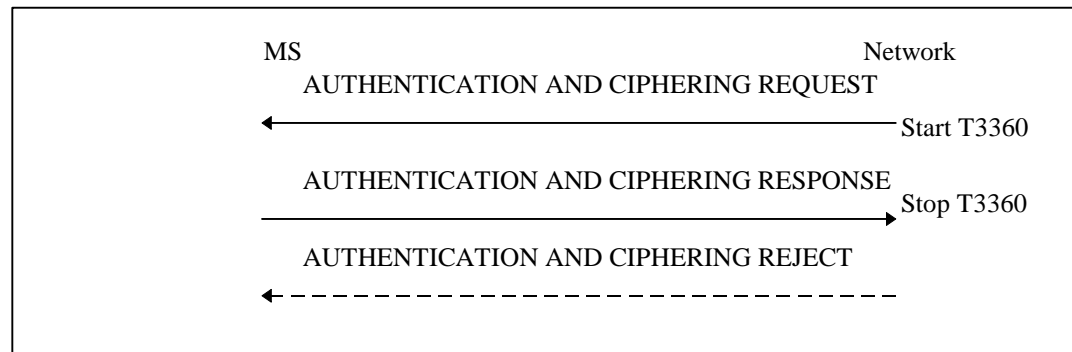 MS Network
AUTHENTICATION AND CIPHERING REQUEST
Start T3360
AUTHENTICATION AND CIPHERING RESPONSE
Stop T3360
AUTHENTICATION AND CIPHERING REJECT